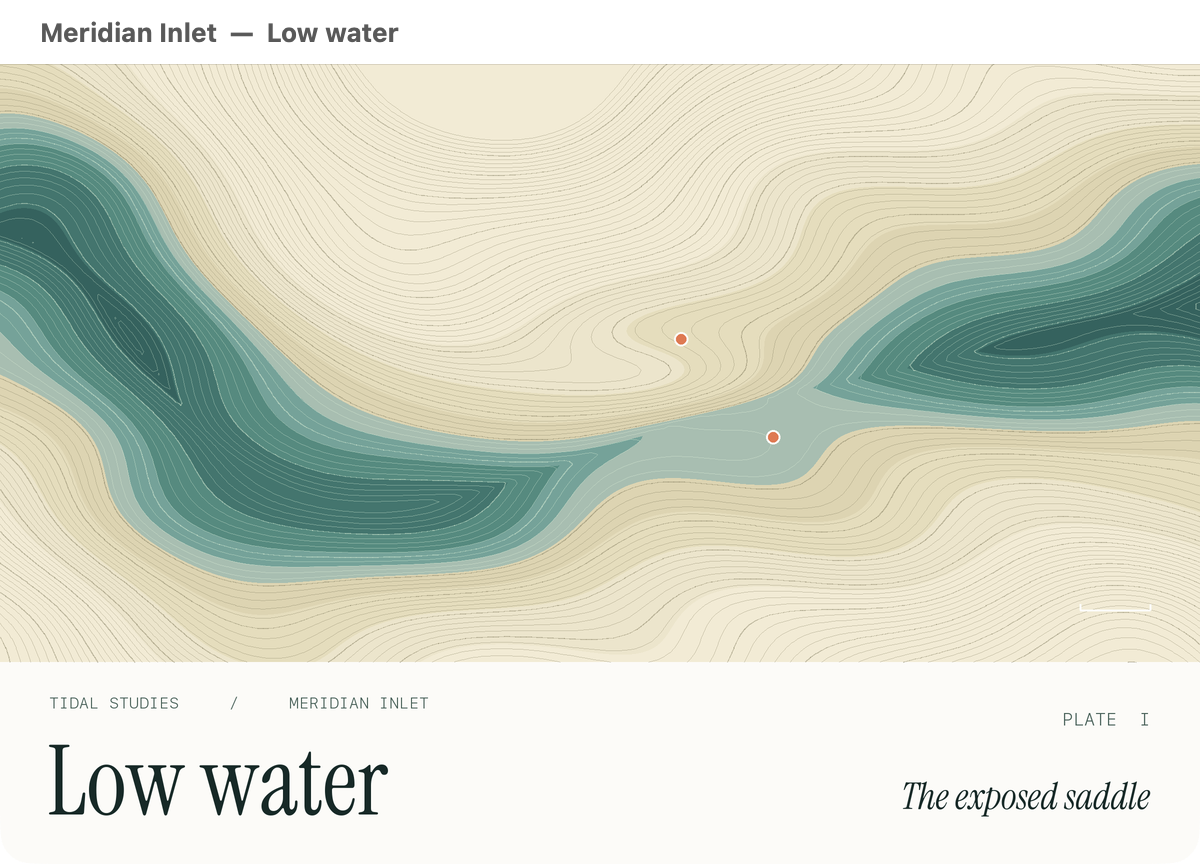 Meridian Inlet — Low water
TIDAL STUDIES / MERIDIAN INLET
PLATE I
Low water
The exposed saddle